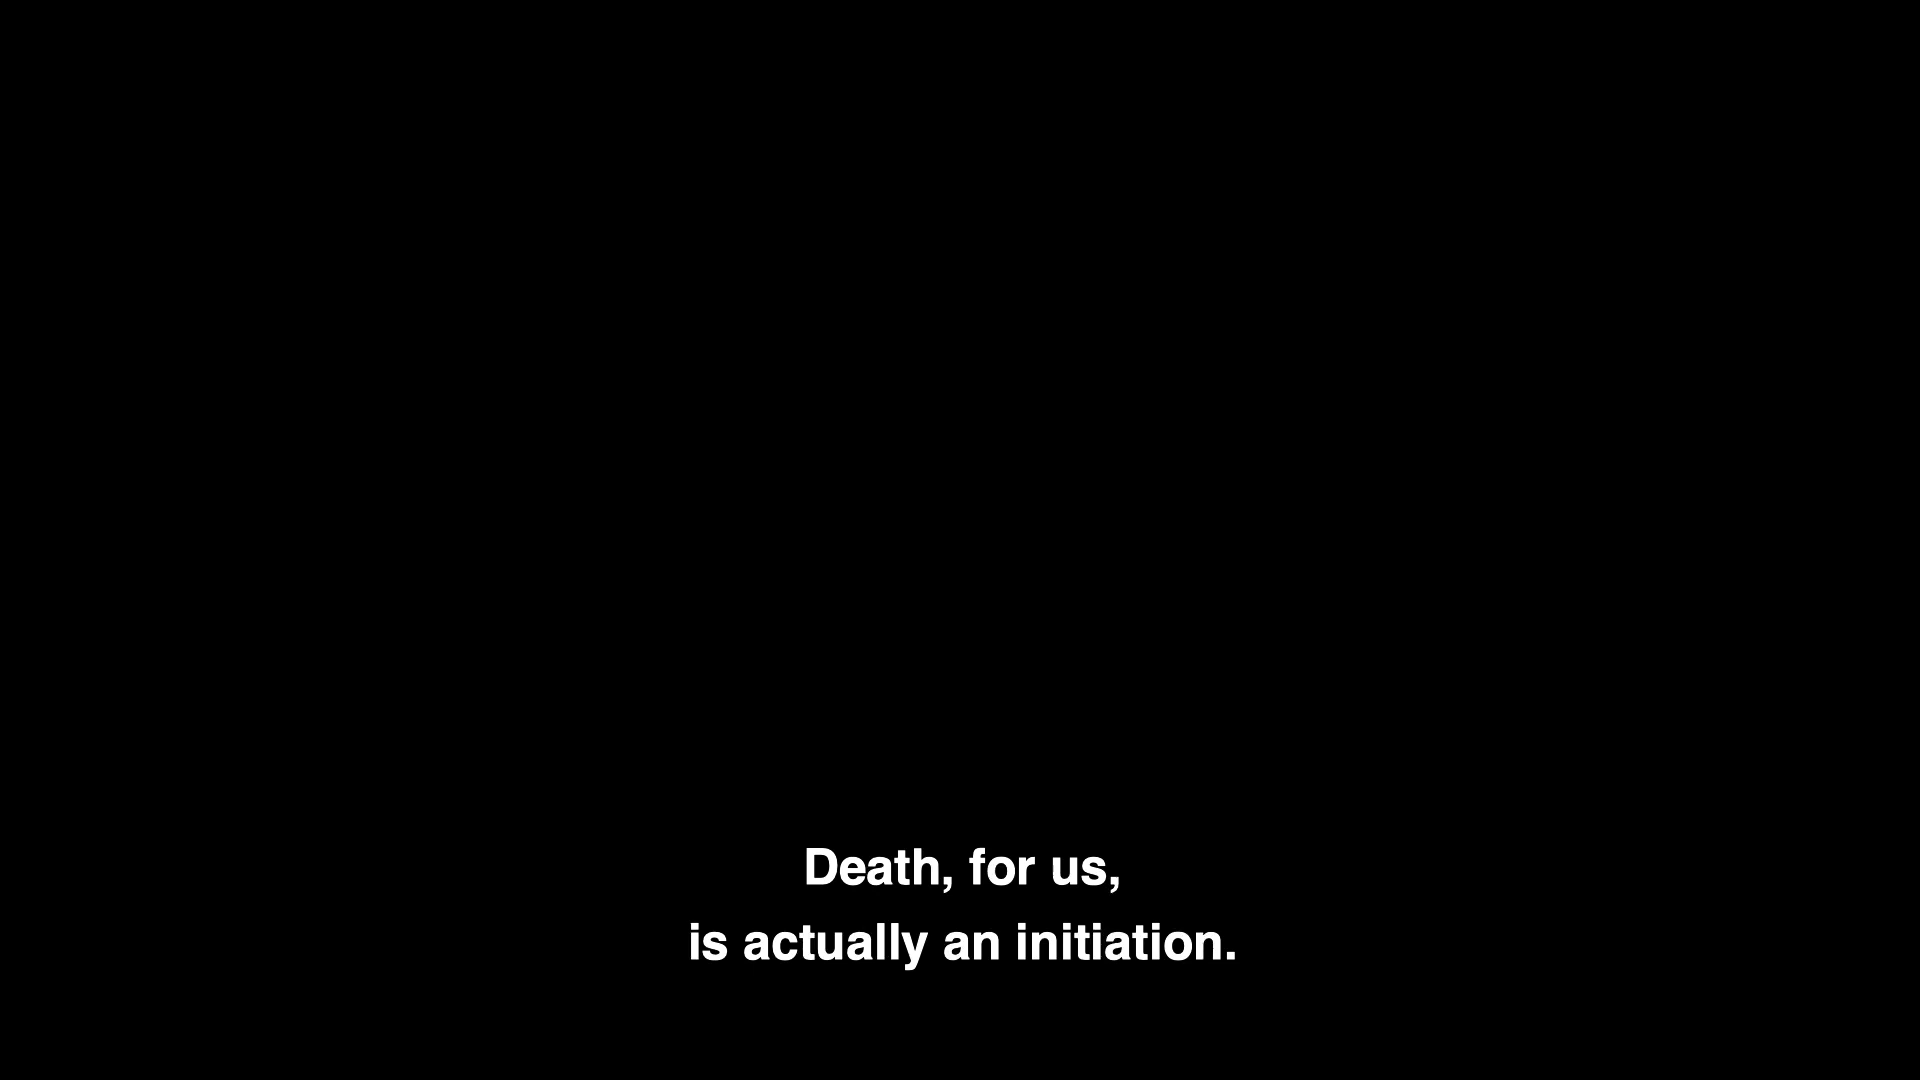 Death, for us,
is actually an initiation.